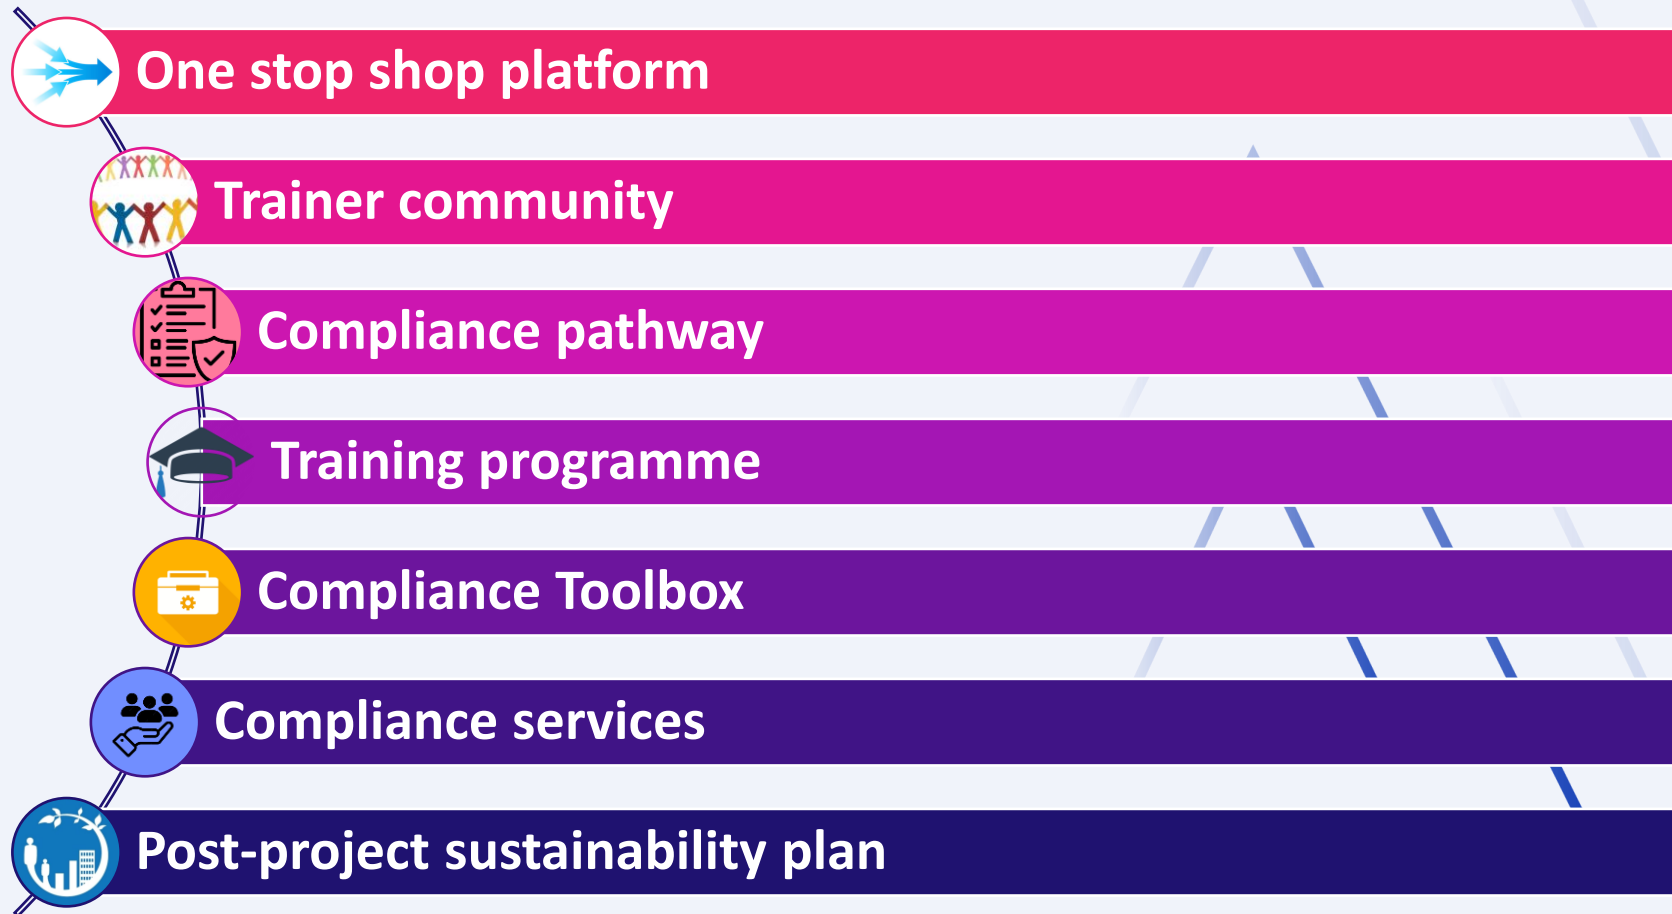 One stop shop platform
Trainer community
Compliance pathway
Training programme
Compliance Toolbox
Compliance services
Post-project sustainability plan